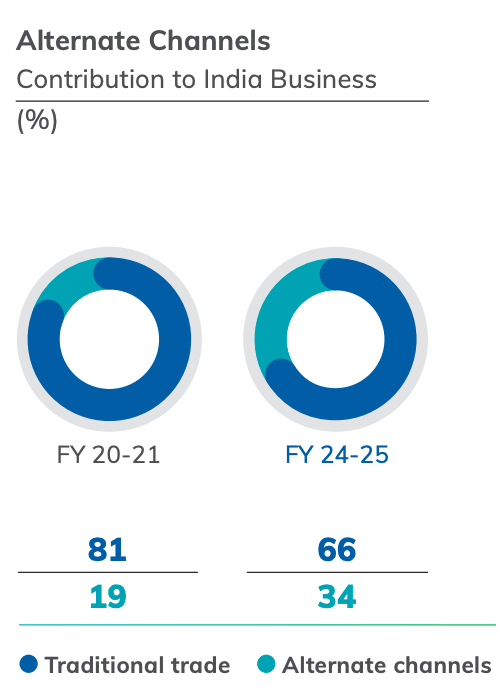 Alternate Channels
Contribution to India Business
(%)
FY 20-21
FY 24-25
81
66
19
34
Traditional trade
Alternate channels